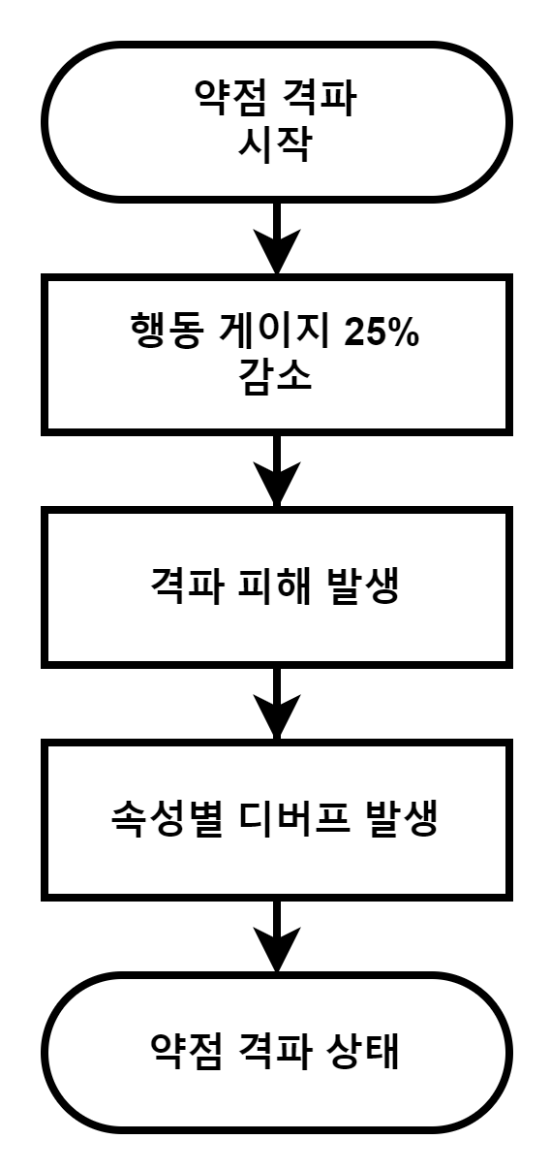 약점 격파
시작
행동 게이지 25%
감소
격파 피해 발생
속성별 디버프 발생
약점 격파 상태